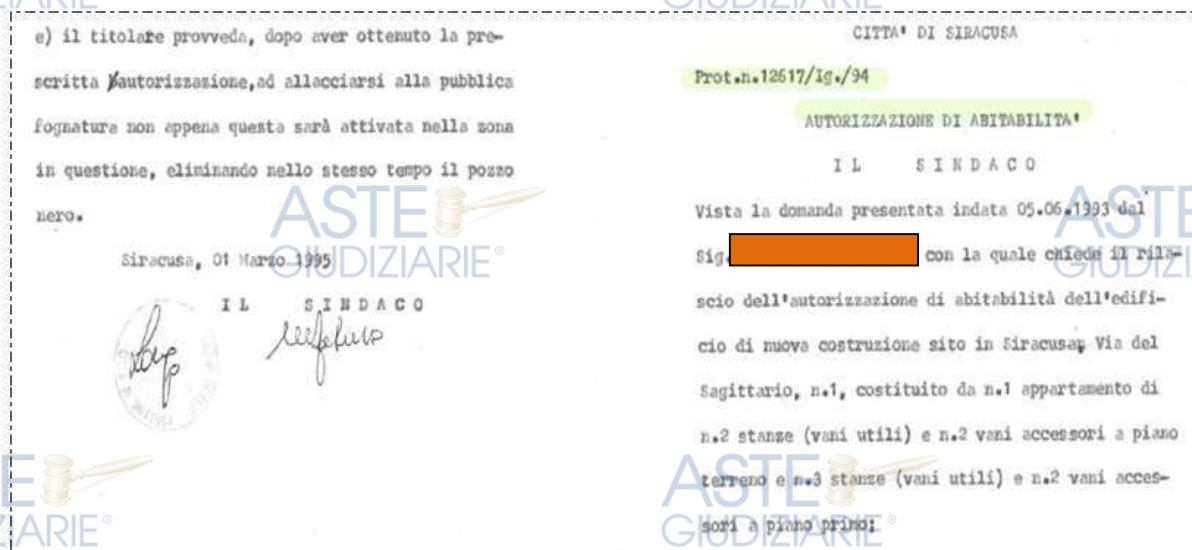 e) il titolare provveda, dopo aver ottenuto la pre-
scritta autorizzazione,ad allacciarsi alla pubblica
fognatura non appena questa sarà attivata nella zona
in questione, eliminando nello stesso tempo il pozzo
nero.
Siracusa, 01 Marzo 1995
IL SINDACO
CITTA' DI SIRACUSA
Prot.n.12617/Ig./94
AUTORIZZAZIONE DI ABITABILITA'
IL SINDACO
Vista la domanda presentata indata 05.06.1993 dal
Sig. con la quale chiede il rila-
scio dell'autorizzazione di abitabilità dell'edifi-
cio di nuova costruzione sito in Siracusa, Via del
Sagittario, n.1, costituito da n.1 appartamento di
n.2 stanze (vani utili) e n.2 vani accessori a piano
terreno e n.3 stanze (vani utili) e n.2 vani acces-
sori a piano primo;
ASTE GIUDIZIARIE®
ASTE GIUDIZIARIE®
ASTE GIUDIZIARIE®